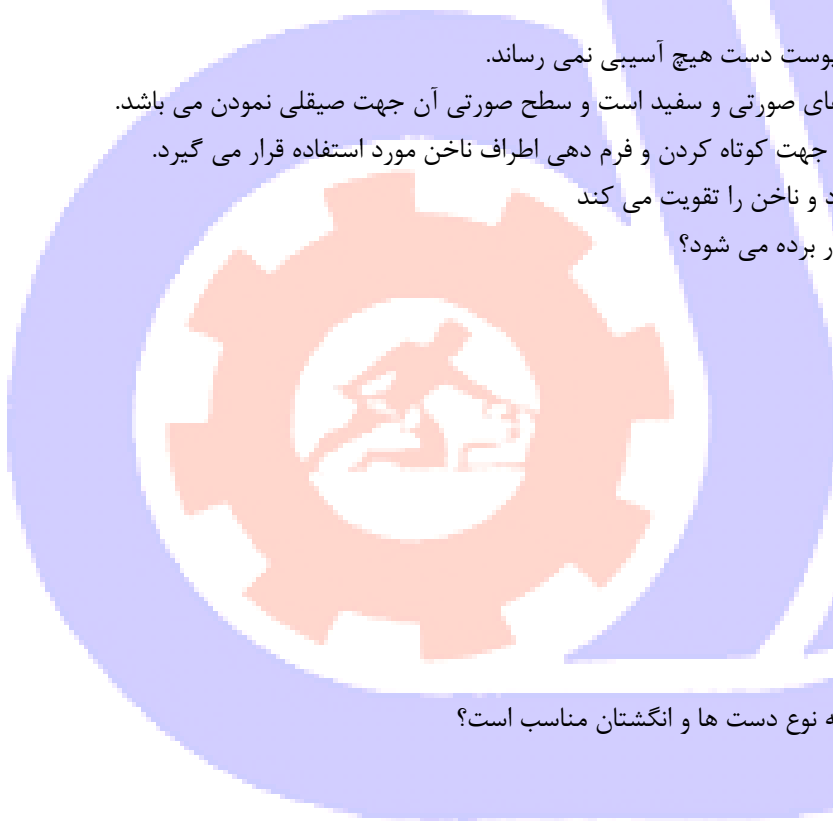 پوست دست هیچ آسیبی نمی رساند.
های صورتی و سفید است و سطح صورتی آن جهت صیقلی نمودن می باشد.
جهت کوتاه کردن و فرم دهی اطراف ناخن مورد استفاده قرار می گیرد.
و ناخن را تقویت می کند
برده می شود؟
نوع دست ها و انگشتان مناسب است؟